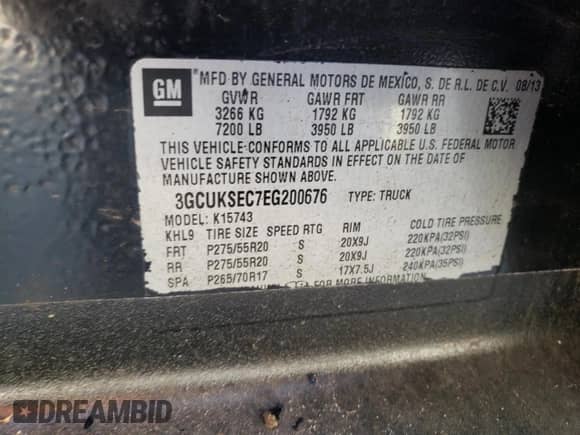 GM MFD BY GENERAL MOTORS DE MEXICO, S. DE R.L. DE C.V. 08/13
GVWR GAWR FRT GAWR RR
3266 KG 1792 KG 1792 KG
7200 LB 3950 LB 3950 LB
THIS VEHICLE CONFORMS TO ALL APPLICABLE U.S. FEDERAL MOTOR
VEHICLE SAFETY STANDARDS IN EFFECT ON THE DATE OF
MANUFACTURE SHOWN ABOVE.
3GCUKSEC7EG200676 TYPE: TRUCK
MODEL: K15743
KHL9 TIRE SIZE SPEED RTG RIM COLD TIRE PRESSURE
FRT P275/55R20 S 20X9J 220KPA(32PSI)
RR P275/55R20 S 20X9J 220KPA(32PSI)
SPA P265/70R17 S 17X7.5J 240KPA(35PSI)
FOR MORE INFORMATION
DREAMBID